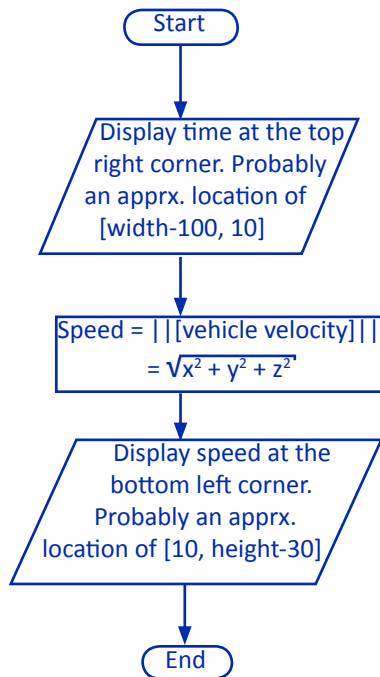 Start
Display time at the top
right corner. Probably
an apprx. location of
[width-100, 10]
Speed = ||[vehicle velocity]||
= √x² + y² + z²
Display speed at the
bottom left corner.
Probably an apprx.
location of [10, height-30]
End